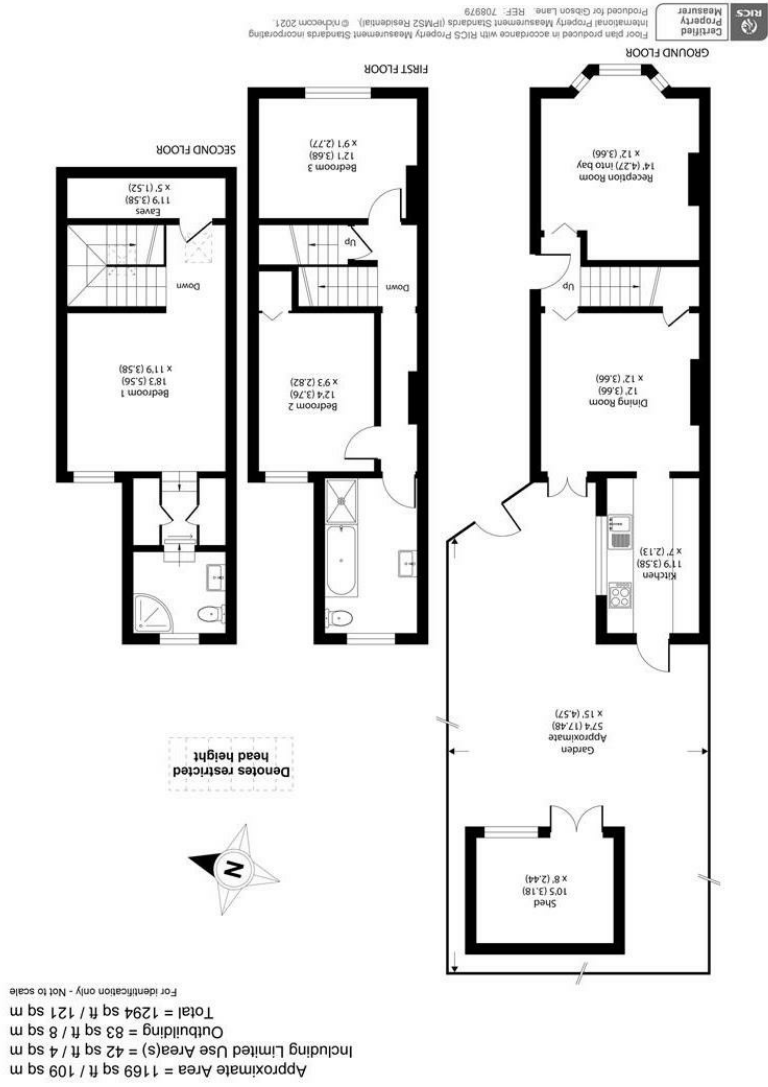 Approximate Area = 1169 sq ft / 109 sq m
Including Limited Use Area(s) = 42 sq ft / 4 sq m
Outbuilding = 83 sq ft / 8 sq m
Total = 1294 sq ft / 121 sq m
For identification only - Not to scale
Shed
10'5 (3.18)
x 8' (2.44)
N
Garden
Approximate
57'4 (17.48)
x 15' (4.57)
Denotes restricted
head height
Kitchen
11'9 (3.58)
x 7' (2.13)
Dining Room
12' (3.66)
x 12' (3.66)
Up
Reception Room
14' (4.27) into bay
x 12' (3.66)
GROUND FLOOR
Bedroom 2
12'4 (3.76)
x 9'3 (2.82)
Down
Up
Bedroom 3
12'1 (3.68)
x 9'1 (2.77)
FIRST FLOOR
Bedroom 1
18'3 (5.56)
x 11'9 (3.58)
Down
Eaves
11'9 (3.58)
x 5' (1.52)
SECOND FLOOR
RICS
Certified
Property
Measurer
Floor plan produced in accordance with RICS Property Measurement Standards incorporating
International Property Measurement Standards (IPMS2 Residential). © nichecom 2021.
Produced for Gibson Lane. REF: 708979